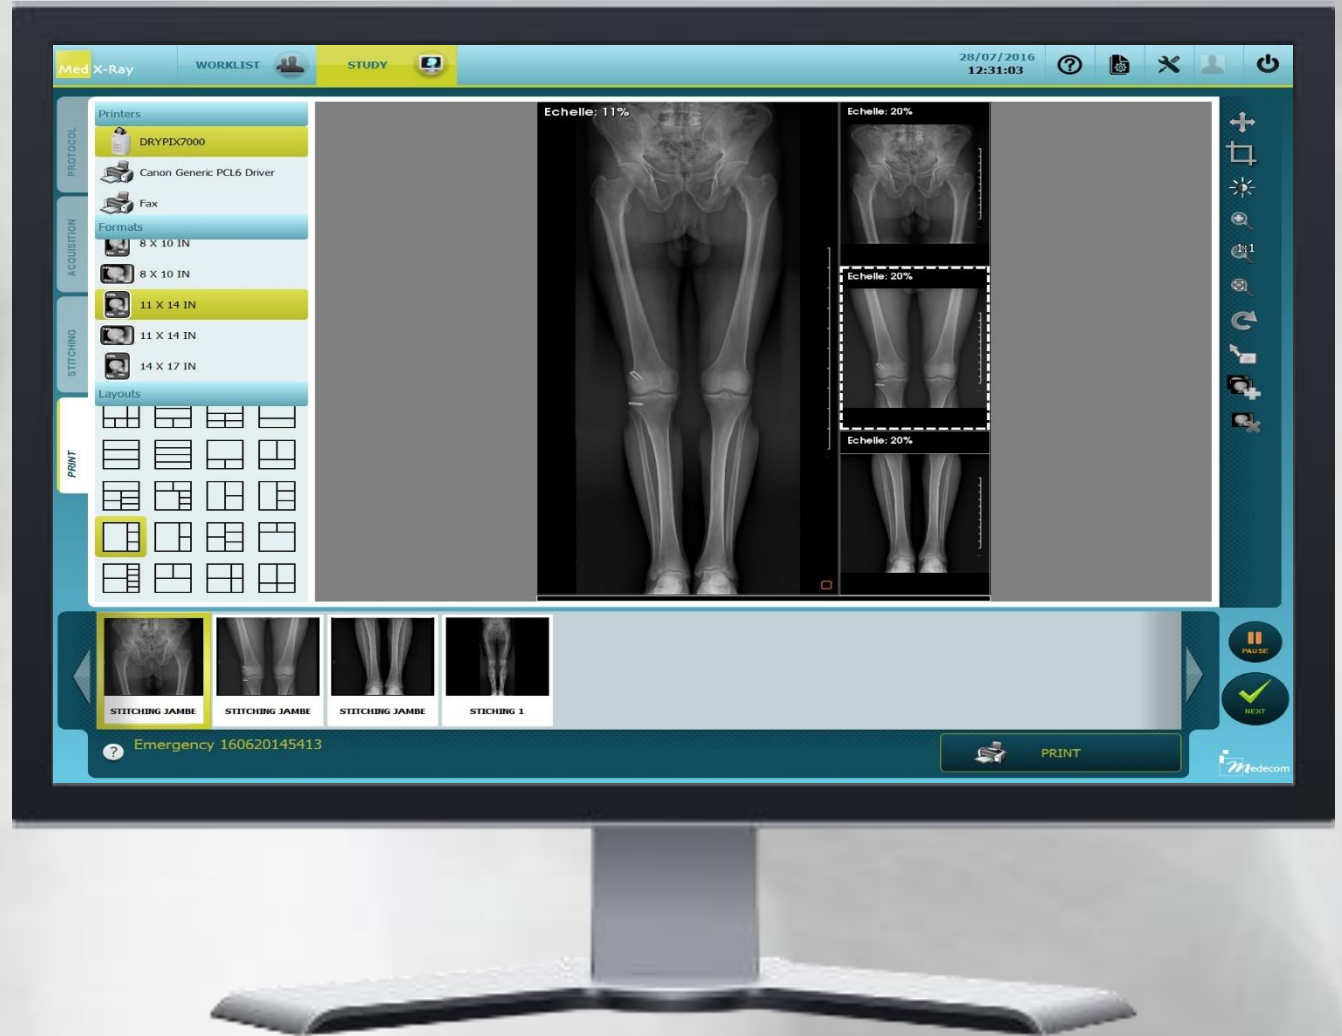 Med X-Ray
WORKLIST
STUDY
28/07/2016
12:31:03
PROTOCOL
ACQUISITION
STITCHING
PRINT
Printers
DRYPIX7000
Canon Generic PCL6 Driver
Fax
Formats
8 X 10 IN
8 X 10 IN
11 X 14 IN
11 X 14 IN
14 X 17 IN
Layouts
Echelle: 11%
Echelle: 20%
Echelle: 20%
Echelle: 20%
1:1
STITCHING JAMBE
STITCHING JAMBE
STITCHING JAMBE
STICHING 1
PAUSE
NEXT
Emergency 160620145413
PRINT
Medecom